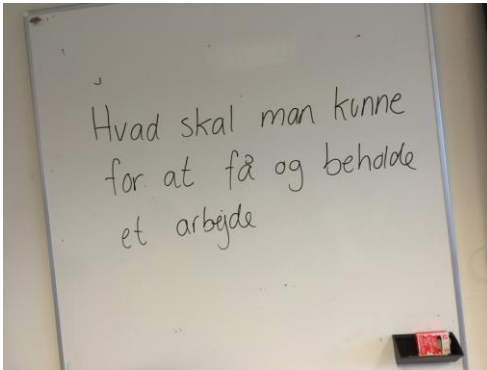 Hvad skal man kunne
for at få og beholde
et arbejde